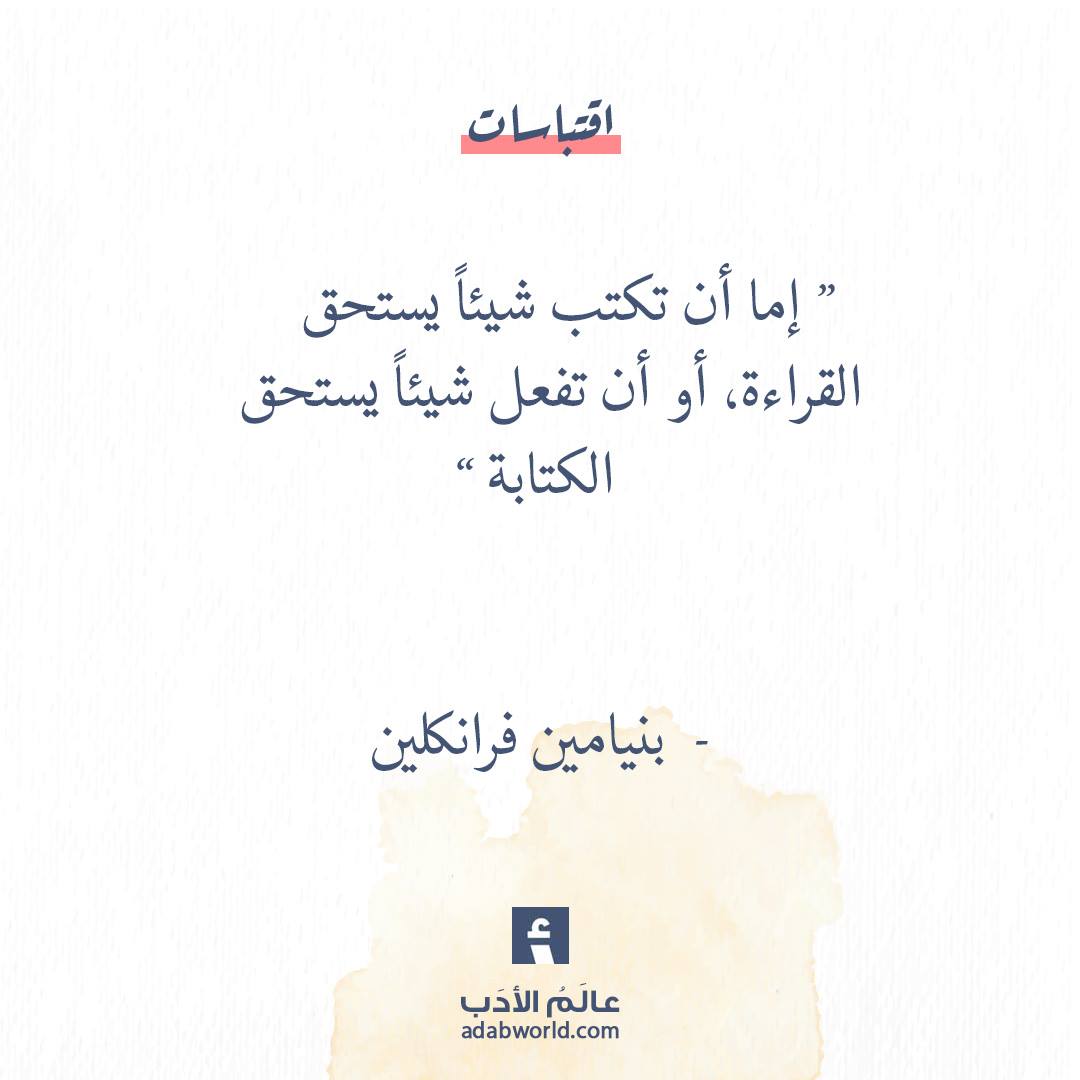 اقتباسات
” إما أن تكتب شيئاً يستحق
القراءة، أو أن تفعل شيئاً يستحق
الكتابة “
- بنيامين فرانكلين
أ
عالَمُ الأدَب
adabworld.com